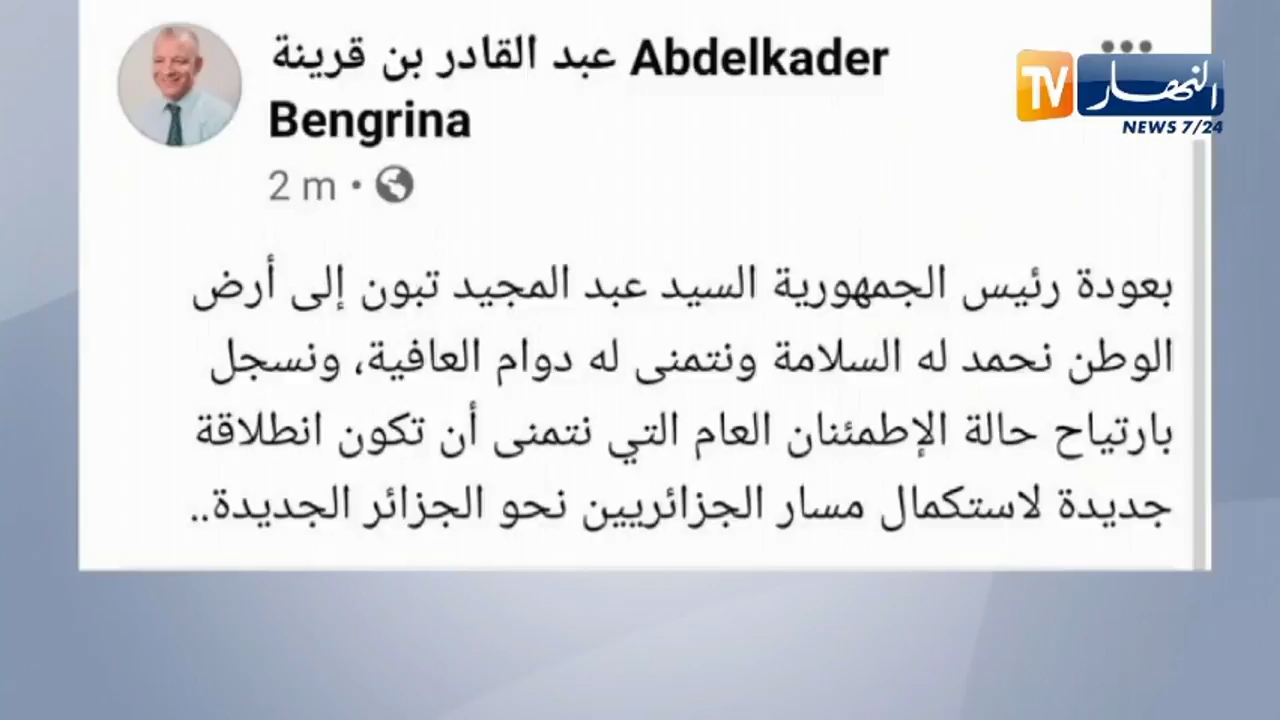 عبد القادر بن قرينة Abdelkader
Bengrina
2 m
TV النهار
NEWS 7/24
بعودة رئيس الجمهورية السيد عبد المجيد تبون إلى أرض
الوطن نحمد له السلامة ونتمنى له دوام العافية، ونسجل
بارتياح حالة الإطمئنان العام التي نتمنى أن تكون انطلاقة
جديدة لاستكمال مسار الجزائريين نحو الجزائر الجديدة..